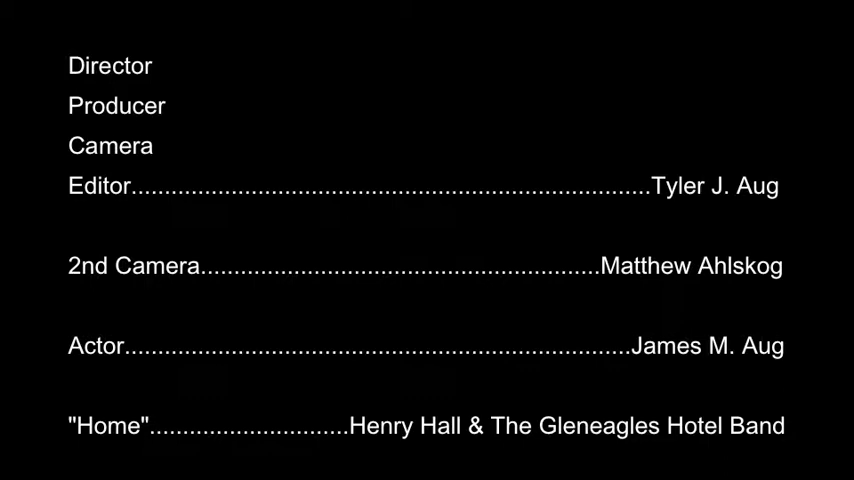 Director
Producer
Camera
Editor..............................................................................Tyler J. Aug
2nd Camera............................................................Matthew Ahlskog
Actor............................................................................James M. Aug
"Home"..............................Henry Hall & The Gleneagles Hotel Band